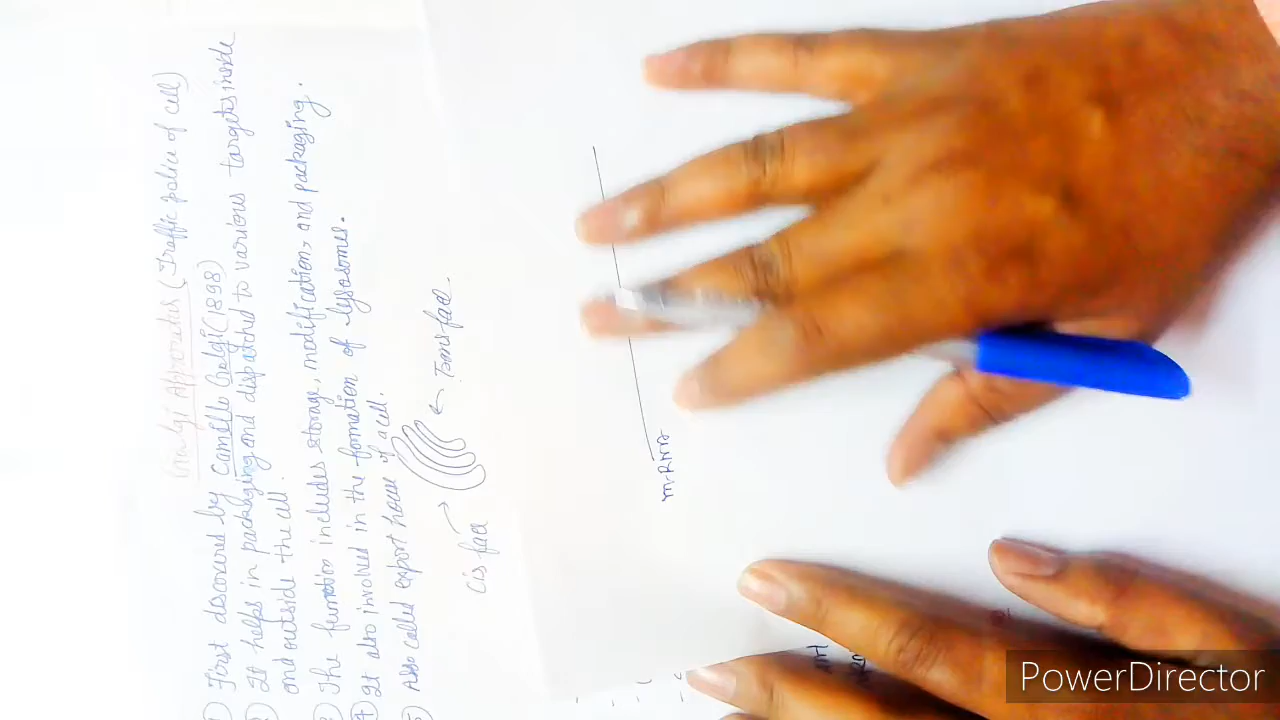 Golgi Apparatus (Traffic police of cell)
1) First discovered by Camello Golgi (1898)
2) It helps in packaging and dispatched to various targets inside
and outside the cell.
3) The function includes storage, modification, and packaging.
4) It also involved in the formation of lysosomes.
5) Also called export house of a cell.
Cis face
Trans face
m-RNA
PowerDirector